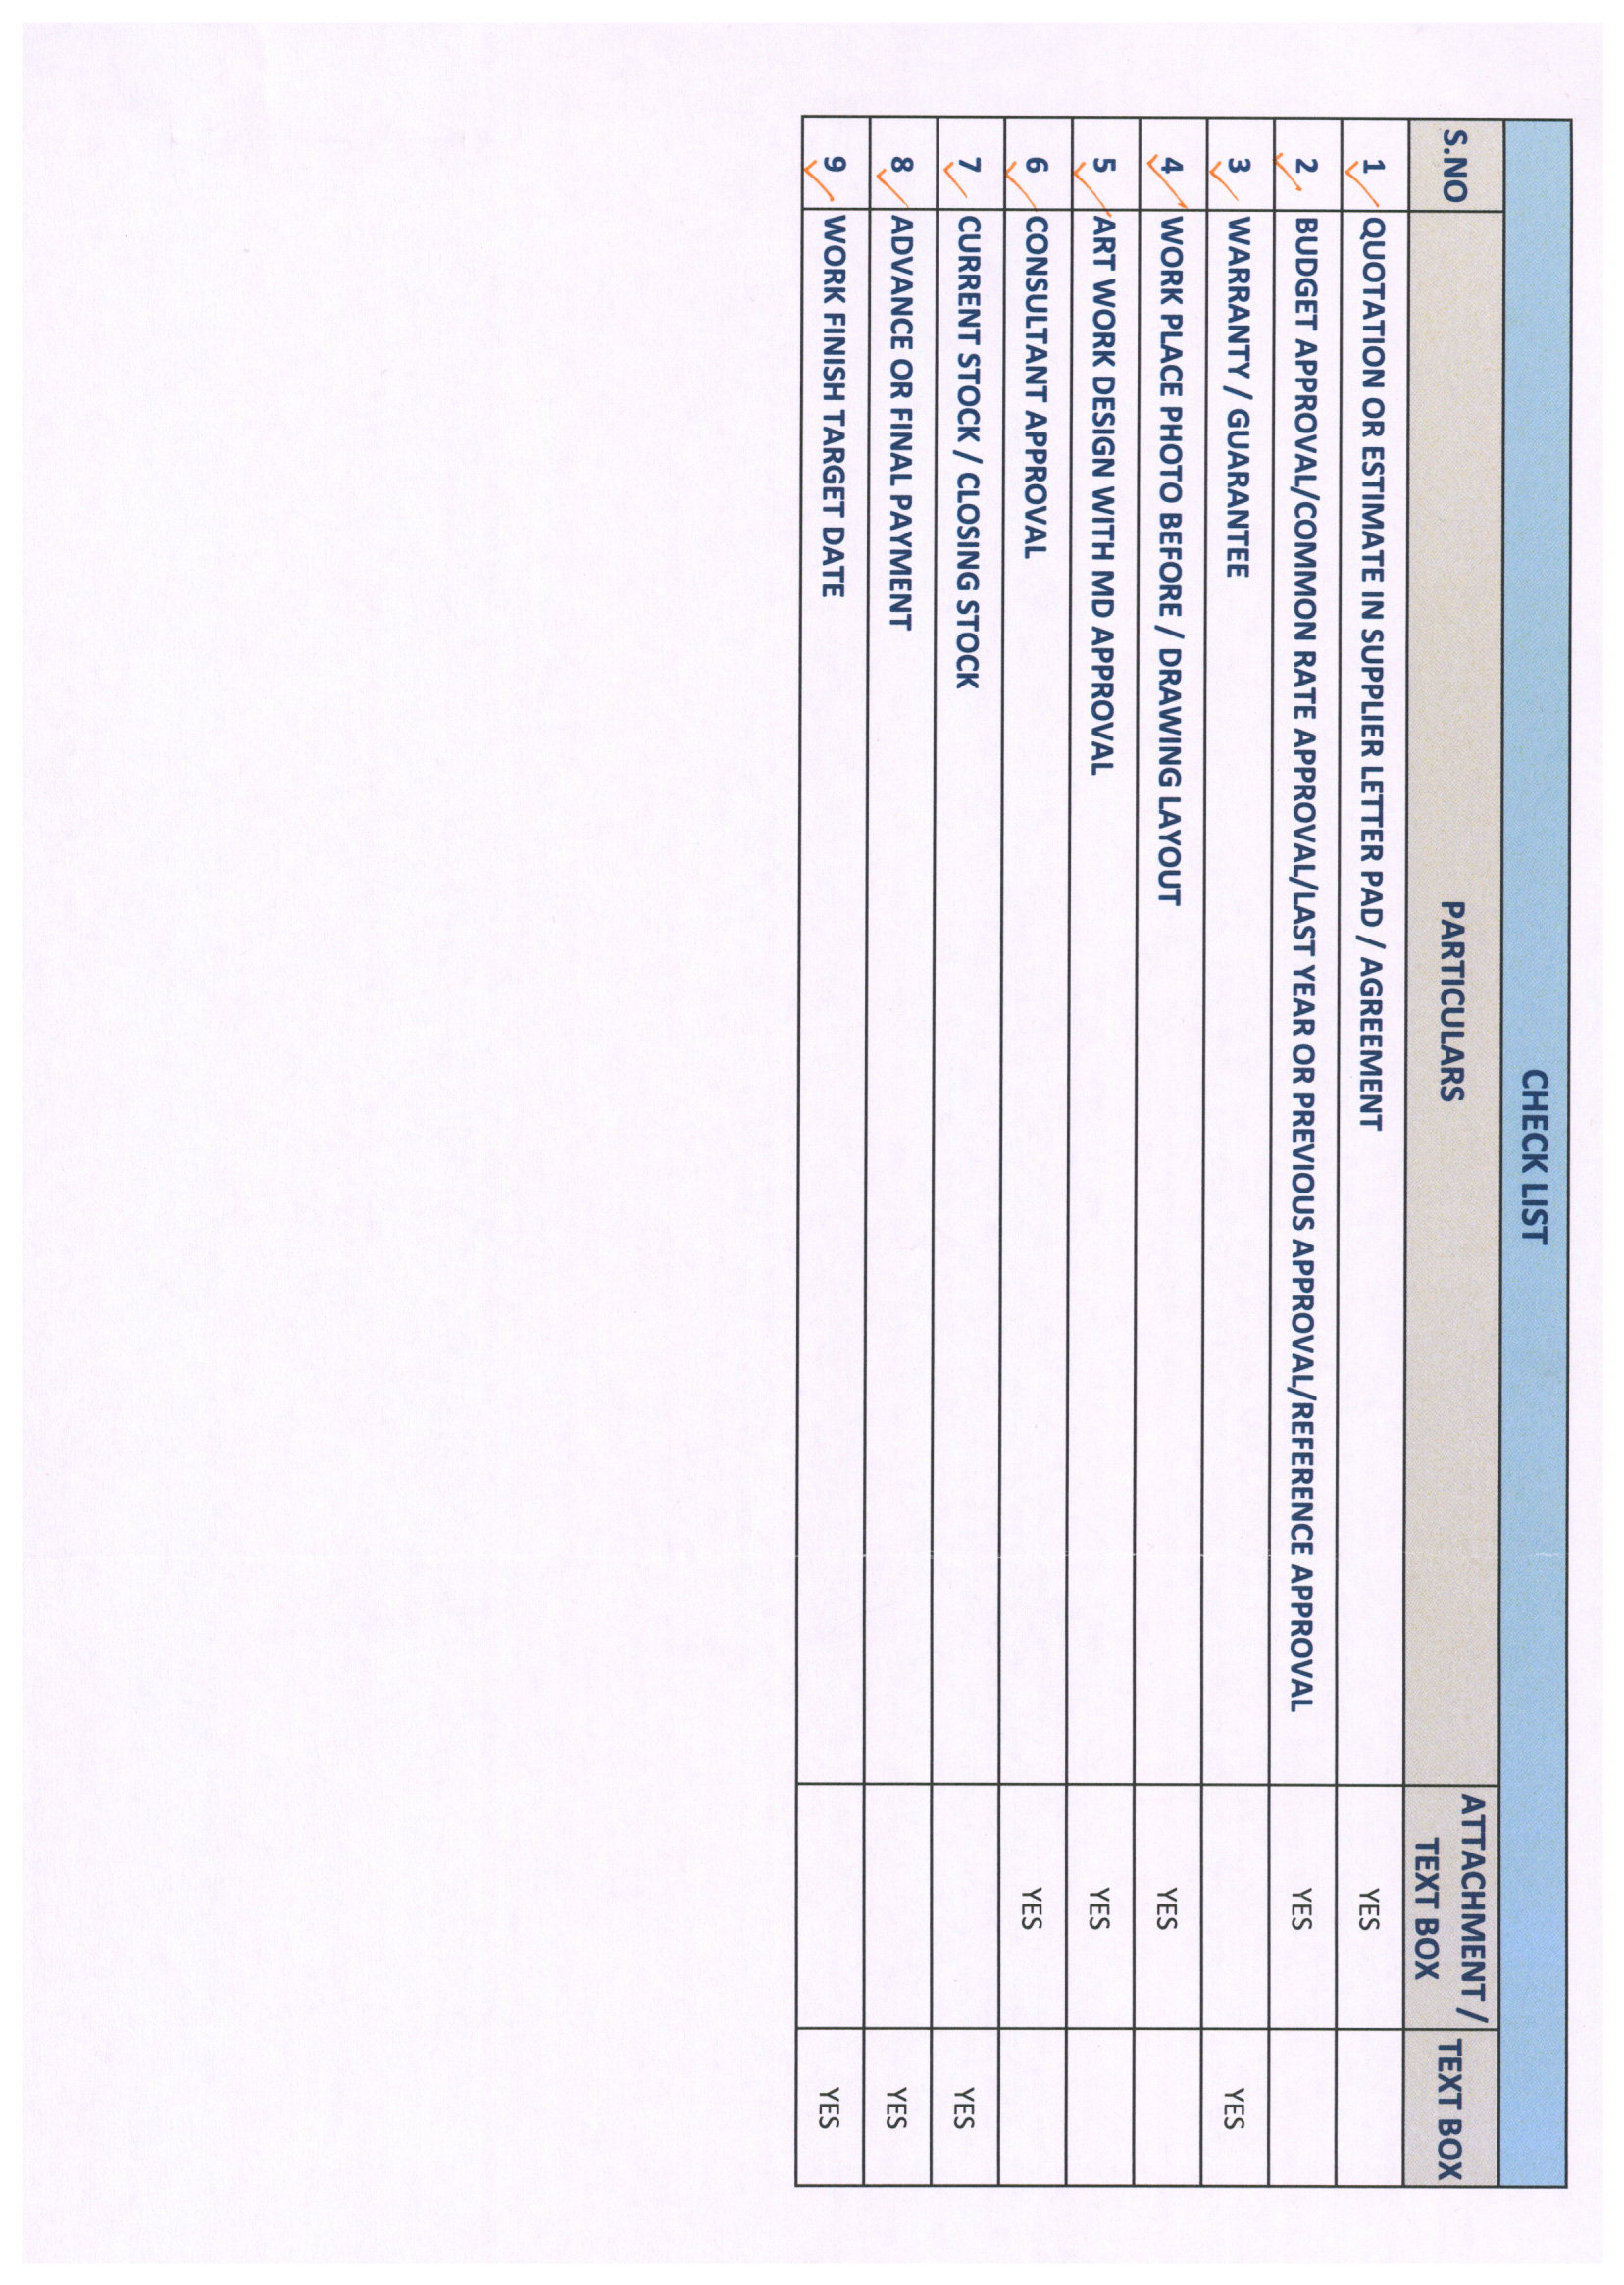 CHECK LIST
S.NO PARTICULARS ATTACHMENT / TEXT BOX TEXT BOX
1 QUOTATION OR ESTIMATE IN SUPPLIER LETTER PAD / AGREEMENT YES
2 BUDGET APPROVAL/COMMON RATE APPROVAL/LAST YEAR OR PREVIOUS APPROVAL/REFERENCE APPROVAL YES
3 WARRANTY / GUARANTEE YES
4 WORK PLACE PHOTO BEFORE / DRAWING LAYOUT YES
5 ART WORK DESIGN WITH MD APPROVAL YES
6 CONSULTANT APPROVAL YES
7 CURRENT STOCK / CLOSING STOCK YES
8 ADVANCE OR FINAL PAYMENT YES
9 WORK FINISH TARGET DATE YES